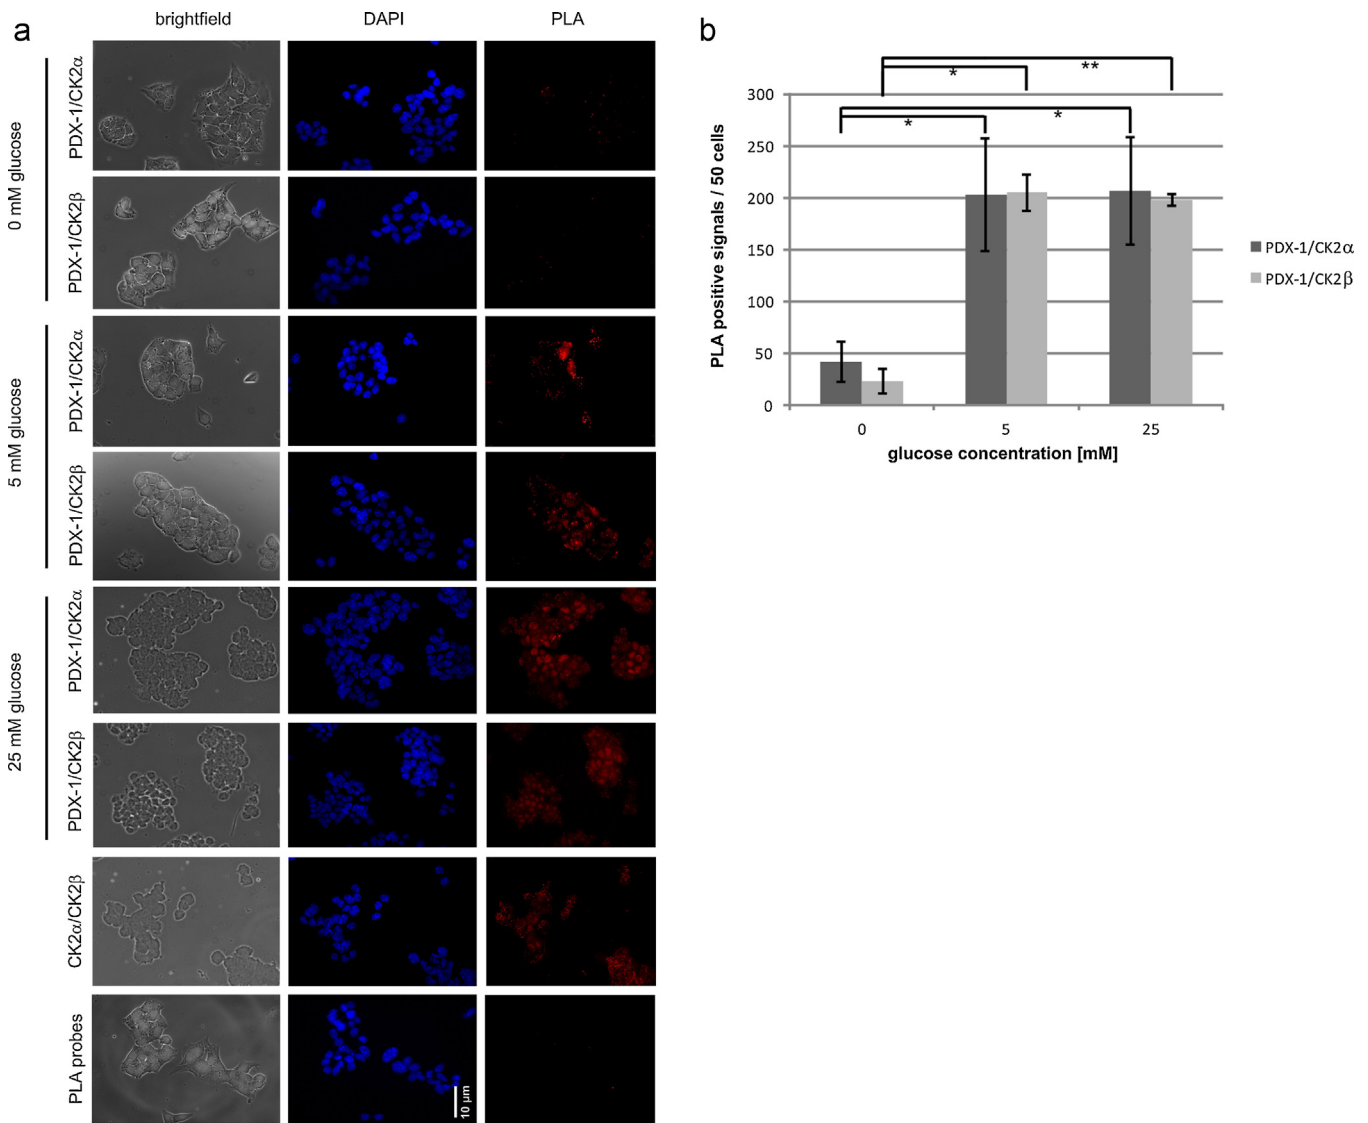 a
brightfield DAPI PLA
0 mM glucose
PDX-1/CK2α
PDX-1/CK2β
5 mM glucose
PDX-1/CK2α
PDX-1/CK2β
25 mM glucose
PDX-1/CK2α
PDX-1/CK2β
CK2α/CK2β
PLA probes
10 µm
b
* **
* *
PLA positive signals / 50 cells
300
250
200
150
100
50
0
0 5 25
glucose concentration [mM]
PDX-1/CK2α
PDX-1/CK2β